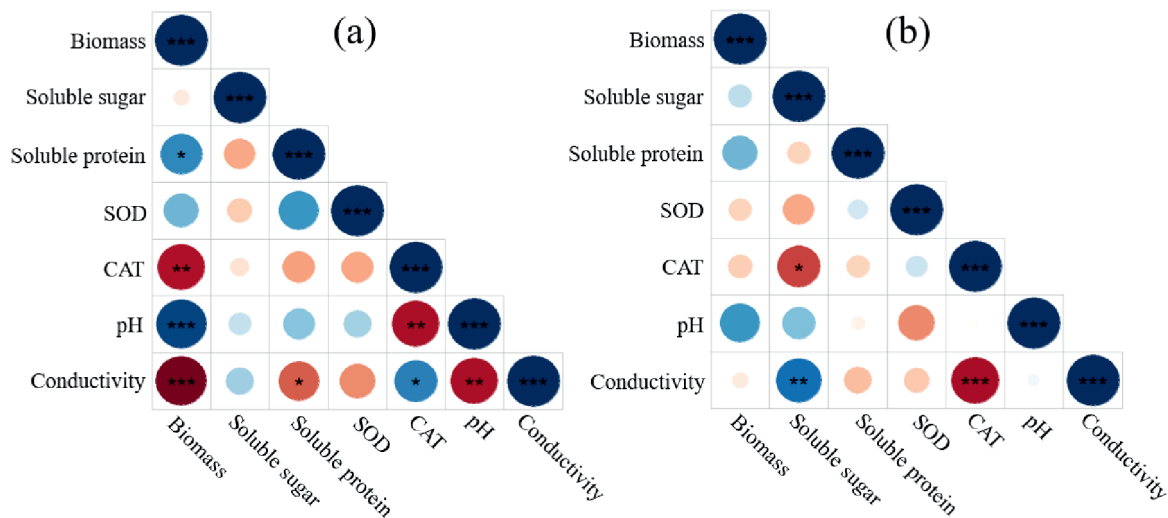 (a)
Biomass ***
Soluble sugar ***
Soluble protein * ***
SOD ***
CAT ** ***
pH *** ** ***
Conductivity *** * * ** ***
Biomass
Soluble sugar
Soluble protein
SOD
CAT
pH
Conductivity
(b)
Biomass ***
Soluble sugar ***
Soluble protein ***
SOD ***
CAT * ***
pH ***
Conductivity ** *** ***
Biomass
Soluble sugar
Soluble protein
SOD
CAT
pH
Conductivity